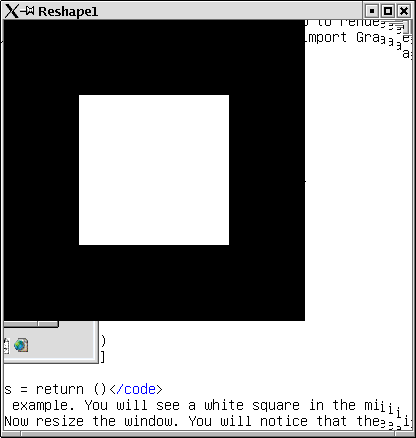 Reshape1
to rende
import Gra
)
]
s = return ()</code>
example. You will see a white square in the mi
Now resize the window. You will notice that the